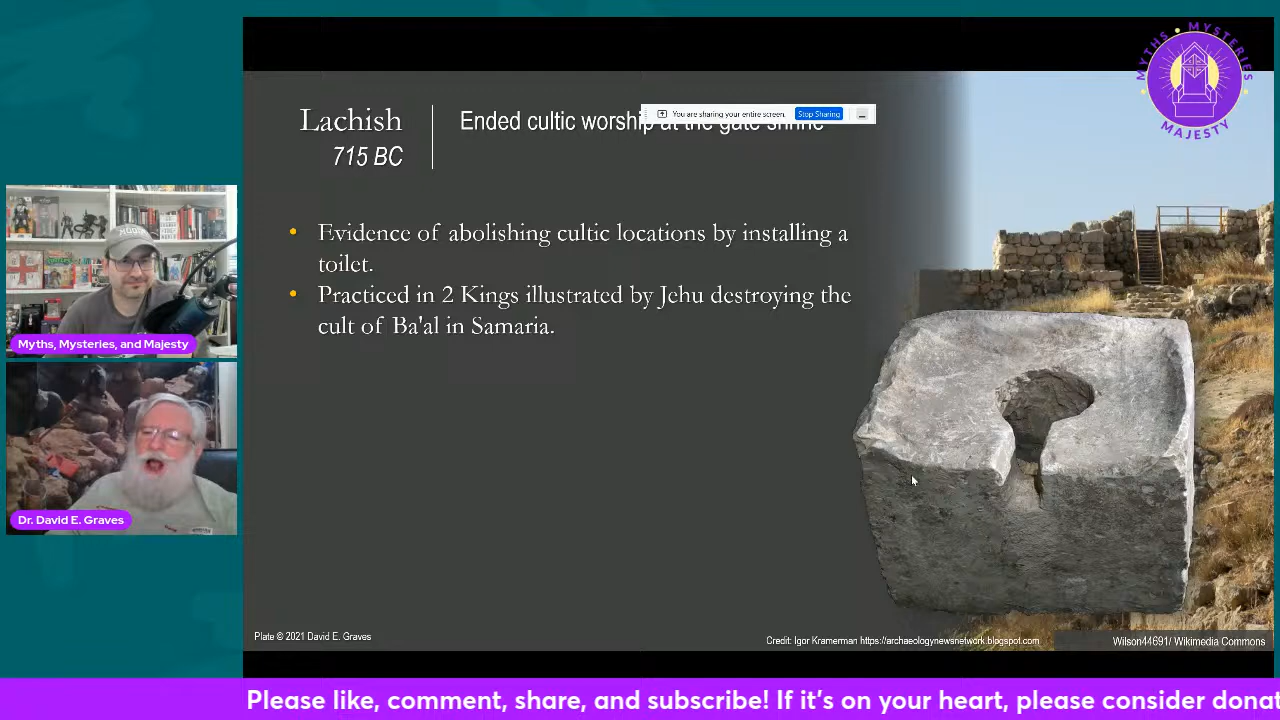 MYTHS • MYSTERIES
MAJESTY
Lachish
715 BC
Ended cultic worship at the gate shrine
You are sharing your entire screen.
Stop Sharing
• Evidence of abolishing cultic locations by installing a
toilet.
• Practiced in 2 Kings illustrated by Jehu destroying the
cult of Ba'al in Samaria.
Myths, Mysteries, and Majesty
Dr. David E. Graves
Plate © 2021 David E. Graves
Credit: Igor Kramerman https://archaeologynewsnetwork.blogspot.com
Wilson44691/ Wikimedia Commons
Please like, comment, share, and subscribe! If it's on your heart, please consider donat